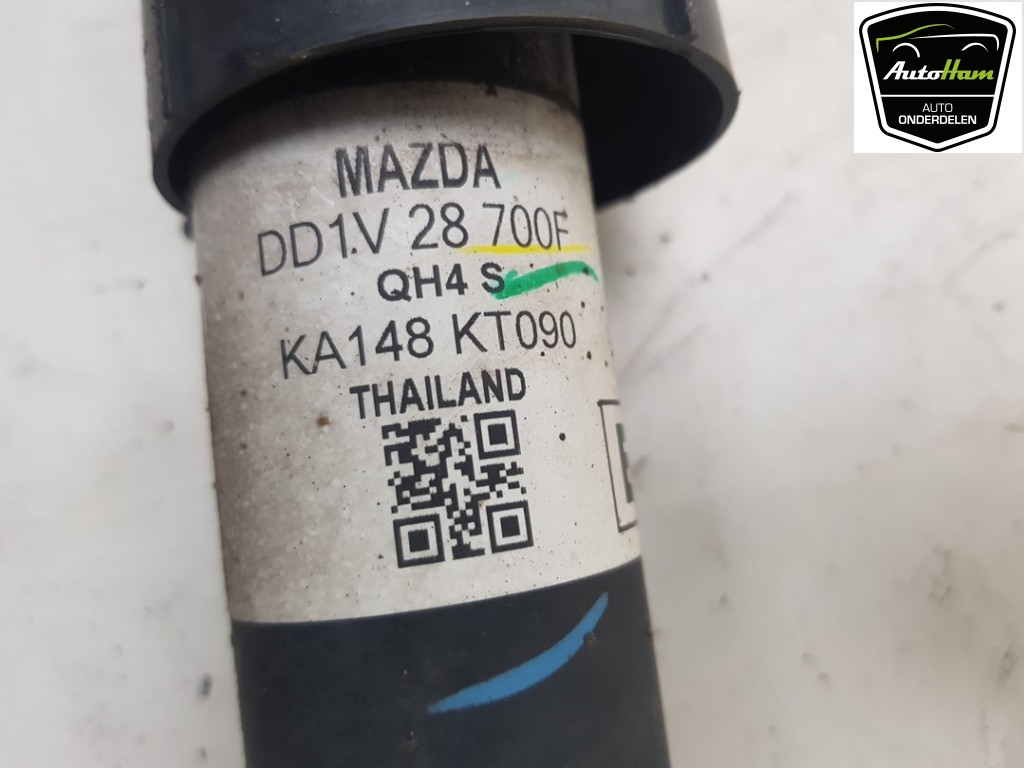 AutoHam
AUTO
ONDERDELEN
MAZDA
DD1V 28 700F
QH4 S
KA148 KT090
THAILAND